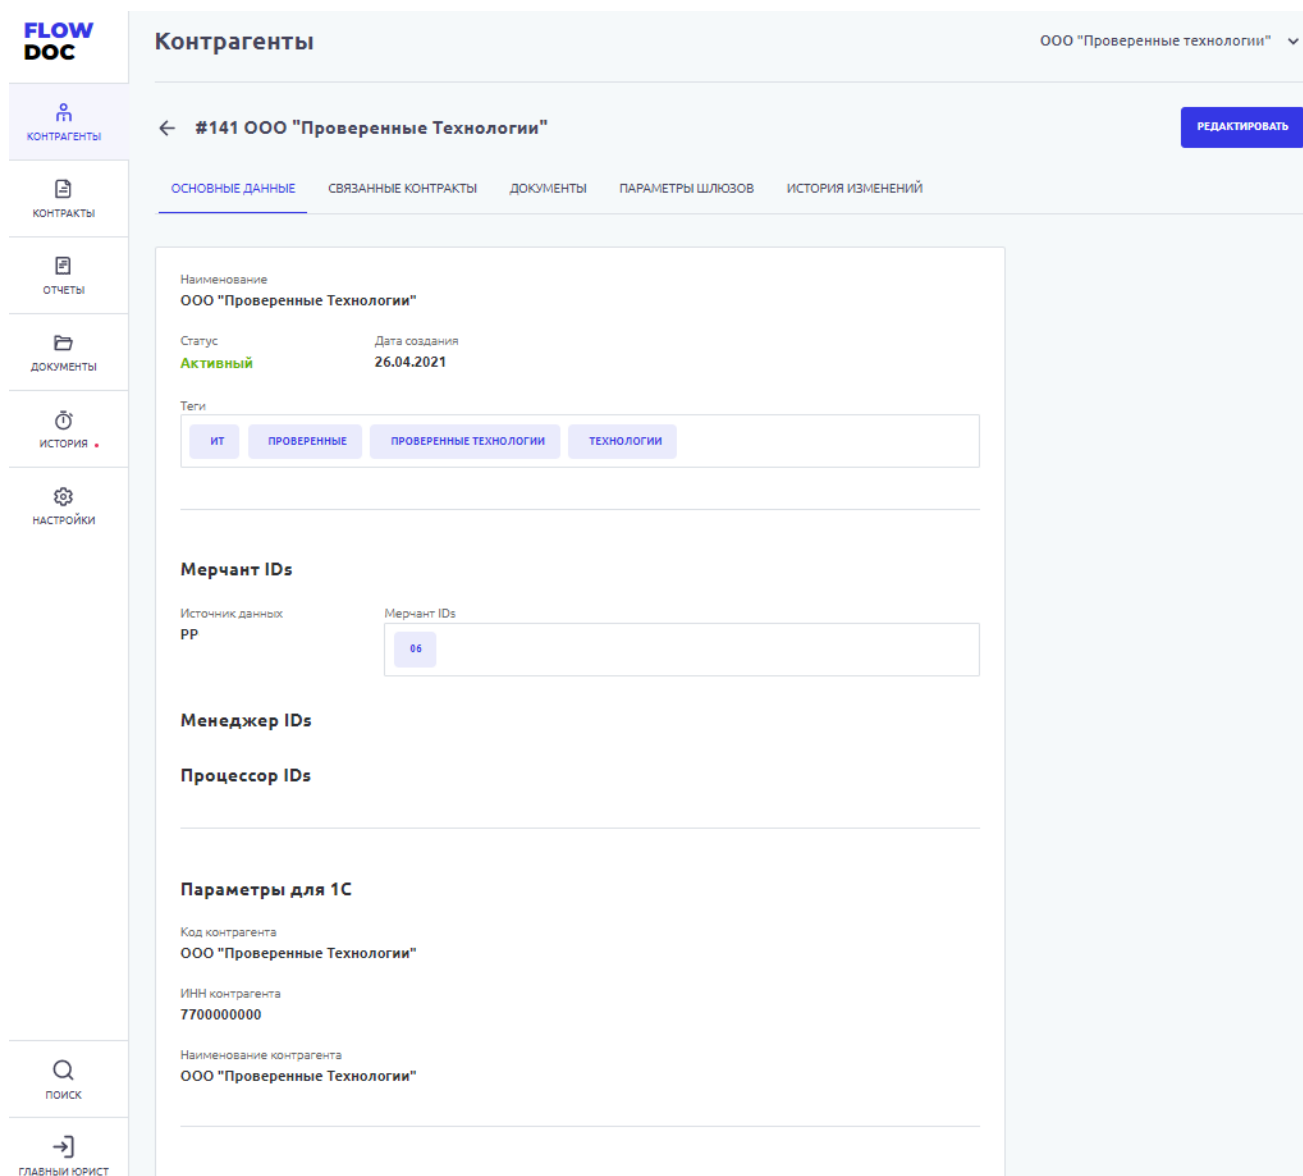 FLOW
DOC
Контрагенты
ООО "Проверенные технологии"
КОНТРАГЕНТЫ
КОНТРАКТЫ
ОТЧЕТЫ
ДОКУМЕНТЫ
ИСТОРИЯ
НАСТРОЙКИ
ПОИСК
ГЛАВНЫЙ ЮРИСТ
#141 ООО "Проверенные Технологии"
РЕДАКТИРОВАТЬ
ОСНОВНЫЕ ДАННЫЕ СВЯЗАННЫЕ КОНТРАКТЫ ДОКУМЕНТЫ ПАРАМЕТРЫ ШЛЮЗОВ ИСТОРИЯ ИЗМЕНЕНИЙ
Наименование
ООО "Проверенные Технологии"
Статус Дата создания
Активный 26.04.2021
Теги
ИТ ПРОВЕРЕННЫЕ ПРОВЕРЕННЫЕ ТЕХНОЛОГИИ ТЕХНОЛОГИИ
Мерчант IDs
Источник данных Мерчант IDs
PP 06
Менеджер IDs
Процессор IDs
Параметры для 1С
Код контрагента
ООО "Проверенные Технологии"
ИНН контрагента
7700000000
Наименование контрагента
ООО "Проверенные Технологии"